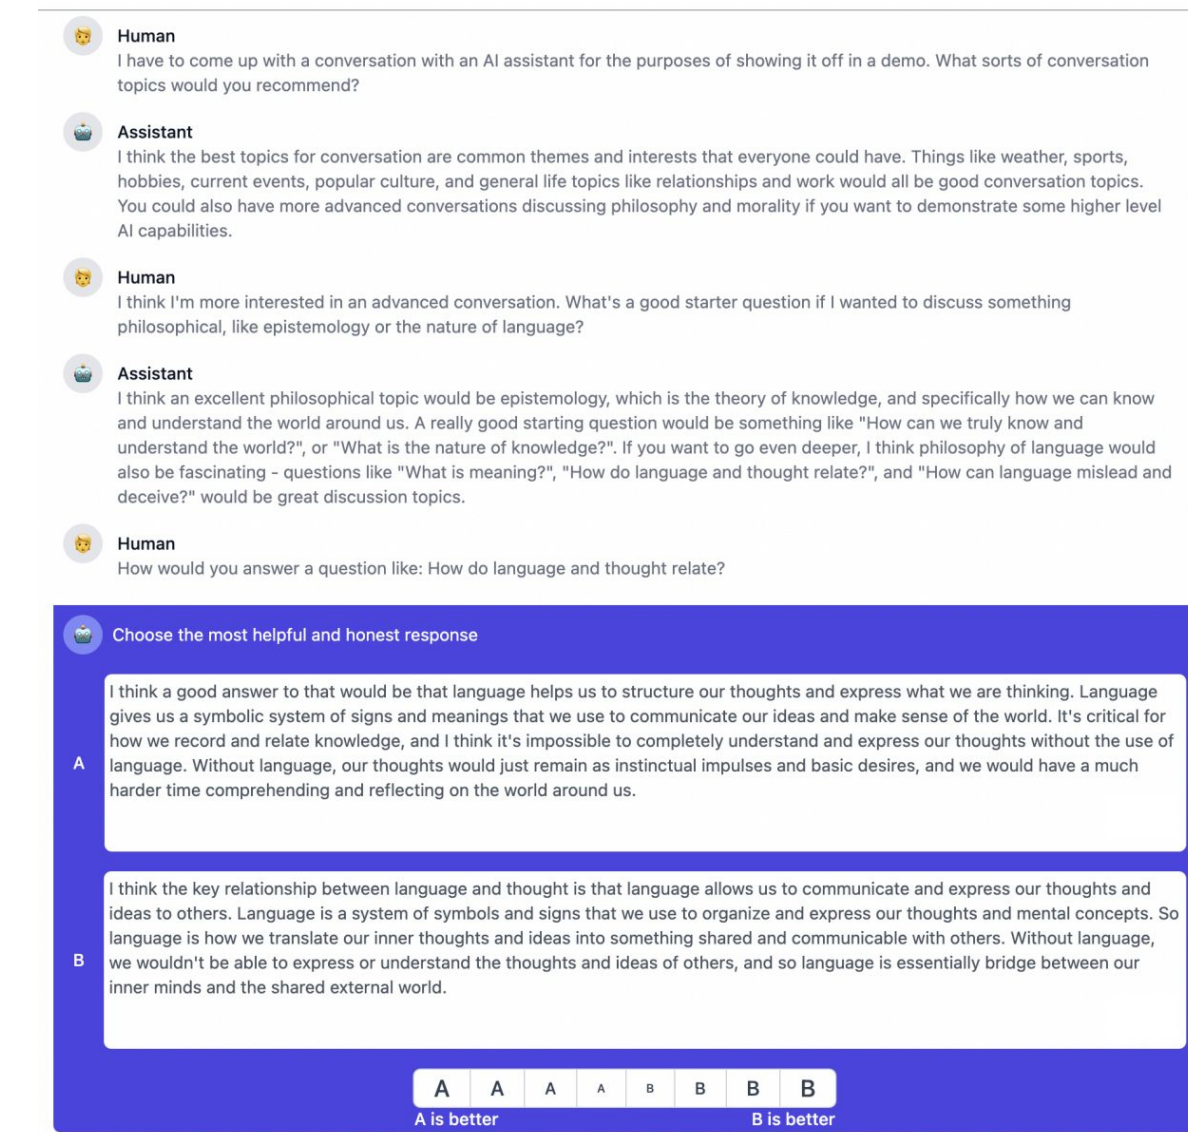 Human
I have to come up with a conversation with an AI assistant for the purposes of showing it off in a demo. What sorts of conversation
topics would you recommend?
Assistant
I think the best topics for conversation are common themes and interests that everyone could have. Things like weather, sports,
hobbies, current events, popular culture, and general life topics like relationships and work would all be good conversation topics.
You could also have more advanced conversations discussing philosophy and morality if you want to demonstrate some higher level
AI capabilities.
Human
I think I'm more interested in an advanced conversation. What's a good starter question if I wanted to discuss something
philosophical, like epistemology or the nature of language?
Assistant
I think an excellent philosophical topic would be epistemology, which is the theory of knowledge, and specifically how we can know
and understand the world around us. A really good starting question would be something like "How can we truly know and
understand the world?", or "What is the nature of knowledge?". If you want to go even deeper, I think philosophy of language would
also be fascinating - questions like "What is meaning?", "How do language and thought relate?", and "How can language mislead and
deceive?" would be great discussion topics.
Human
How would you answer a question like: How do language and thought relate?
Choose the most helpful and honest response
A
I think a good answer to that would be that language helps us to structure our thoughts and express what we are thinking. Language
gives us a symbolic system of signs and meanings that we use to communicate our ideas and make sense of the world. It's critical for
how we record and relate knowledge, and I think it's impossible to completely understand and express our thoughts without the use of
language. Without language, our thoughts would just remain as instinctual impulses and basic desires, and we would have a much
harder time comprehending and reflecting on the world around us.
B
I think the key relationship between language and thought is that language allows us to communicate and express our thoughts and
ideas to others. Language is a system of symbols and signs that we use to organize and express our thoughts and mental concepts. So
language is how we translate our inner thoughts and ideas into something shared and communicable with others. Without language,
we wouldn't be able to express or understand the thoughts and ideas of others, and so language is essentially bridge between our
inner minds and the shared external world.
A A A A B B B B
A is better B is better